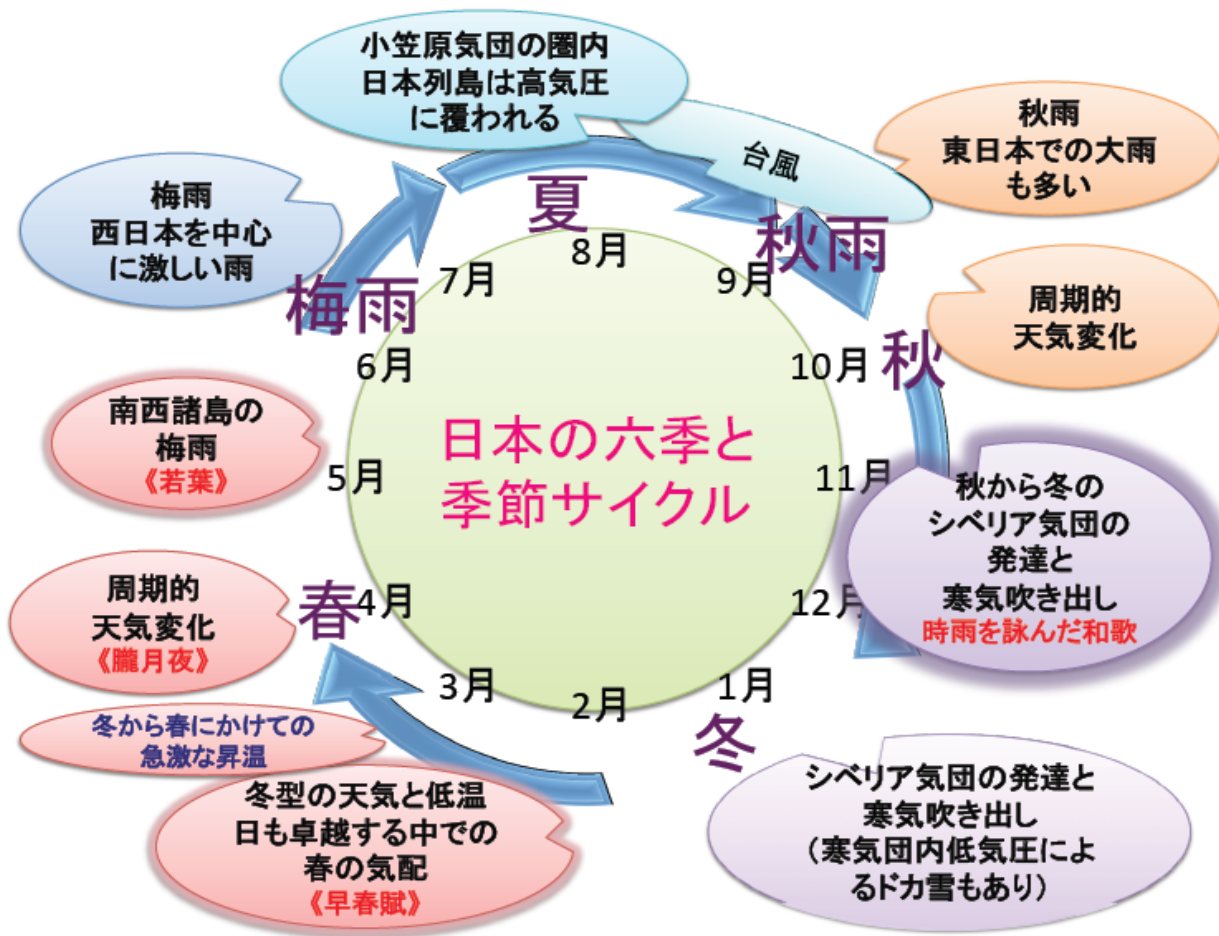 小笠原気団の圏内
日本列島は高気圧
に覆われる
台風
秋雨
東日本での大雨
も多い
梅雨
西日本を中心
に激しい雨
夏
秋雨
梅雨
8月
7月
9月
周期的
天気変化
秋
6月
10月
南西諸島の
梅雨
《若葉》
日本の六季と
季節サイクル
5月
11月
秋から冬の
シベリア気団の
発達と
寒気吹き出し
時雨を詠んだ和歌
周期的
天気変化
《朧月夜》
春
4月
12月
3月
2月
1月
冬から春にかけての
急激な昇温
冬
冬型の天気と低温
日も卓越する中での
春の気配
《早春賦》
シベリア気団の発達と
寒気吹き出し
（寒気団内低気圧によ
るドカ雪もあり）